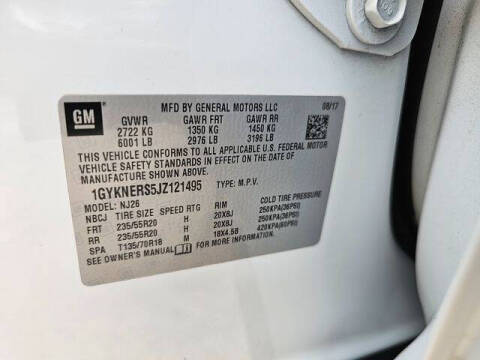 GM
MFD BY GENERAL MOTORS LLC 08/17
GVWR GAWR FRT GAWR RR
2722 KG 1350 KG 1450 KG
6001 LB 2976 LB 3196 LB
THIS VEHICLE CONFORMS TO ALL APPLICABLE U.S. FEDERAL MOTOR
VEHICLE SAFETY STANDARDS IN EFFECT ON THE DATE OF
MANUFACTURE SHOWN ABOVE.
1GYKNERS5JZ121495 TYPE: M.P.V.
MODEL: NJ26
NBCJ TIRE SIZE SPEED RTG RIM
FRT 235/55R20 H 20X8J 250KPA(36PSI)
RR 235/55R20 H 20X8J 250KPA(36PSI)
SPA T135/70R18 M 18X4.5B 420KPA(60PSI)
SEE OWNER'S MANUAL FOR MORE INFORMATION.